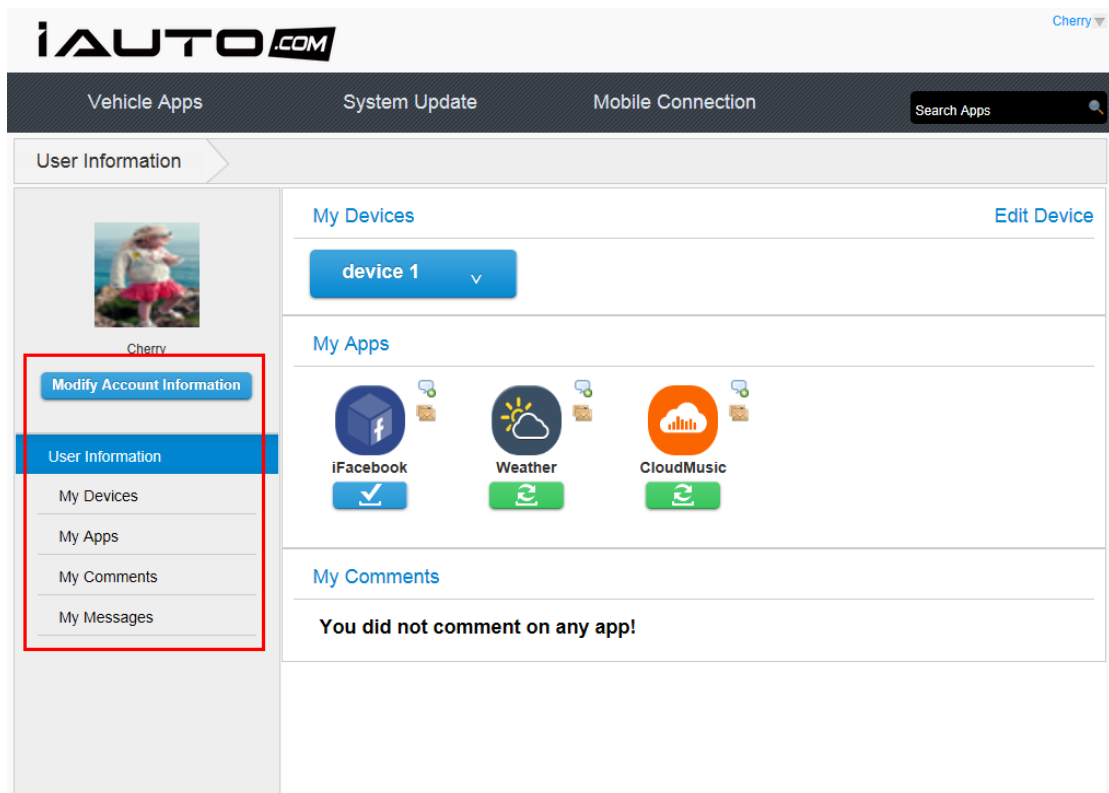 Cherry
iAUTO.COM
Vehicle Apps System Update Mobile Connection Search Apps
User Information
Cherry
Modify Account Information
User Information
My Devices
My Apps
My Comments
My Messages
My Devices Edit Device
device 1
My Apps
iFacebook Weather CloudMusic
My Comments
You did not comment on any app!